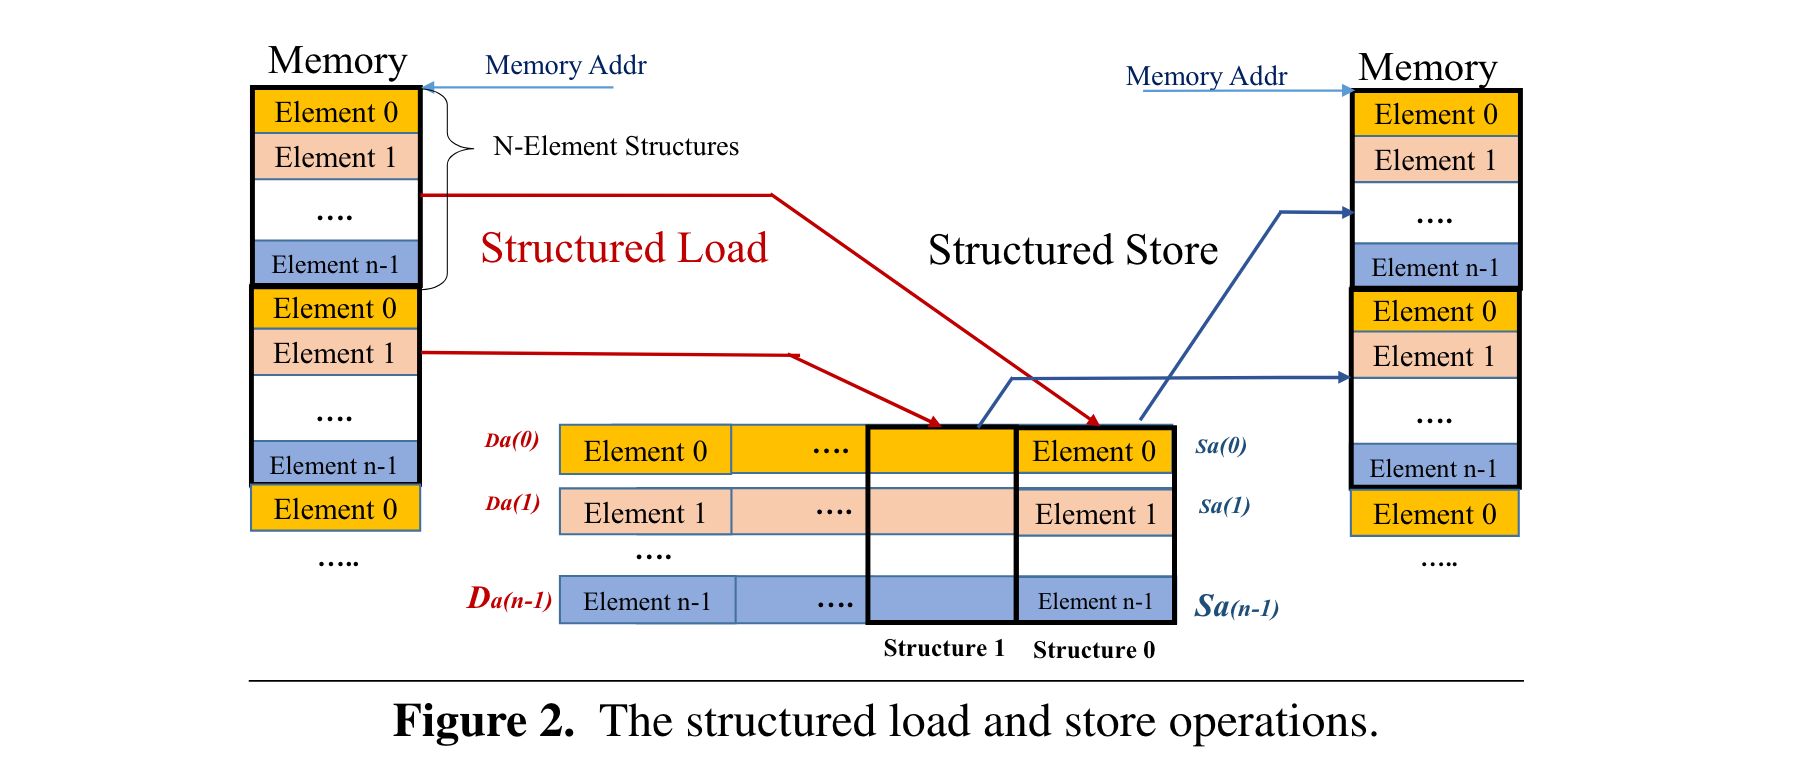 Memory
Memory Addr
Element 0
Element 1
....
Element n-1
Element 0
Element 1
....
Element n-1
Element 0
.....
N-Element Structures
Structured Load
Structured Store
Memory Addr
Memory
Element 0
Element 1
....
Element n-1
Element 0
Element 1
....
Element n-1
Element 0
.....
Da(0) Element 0 .... Element 0 Sa(0)
Da(1) Element 1 .... Element 1 Sa(1)
....
Da(n-1) Element n-1 .... Element n-1 Sa(n-1)
Structure 1 Structure 0
Figure 2. The structured load and store operations.